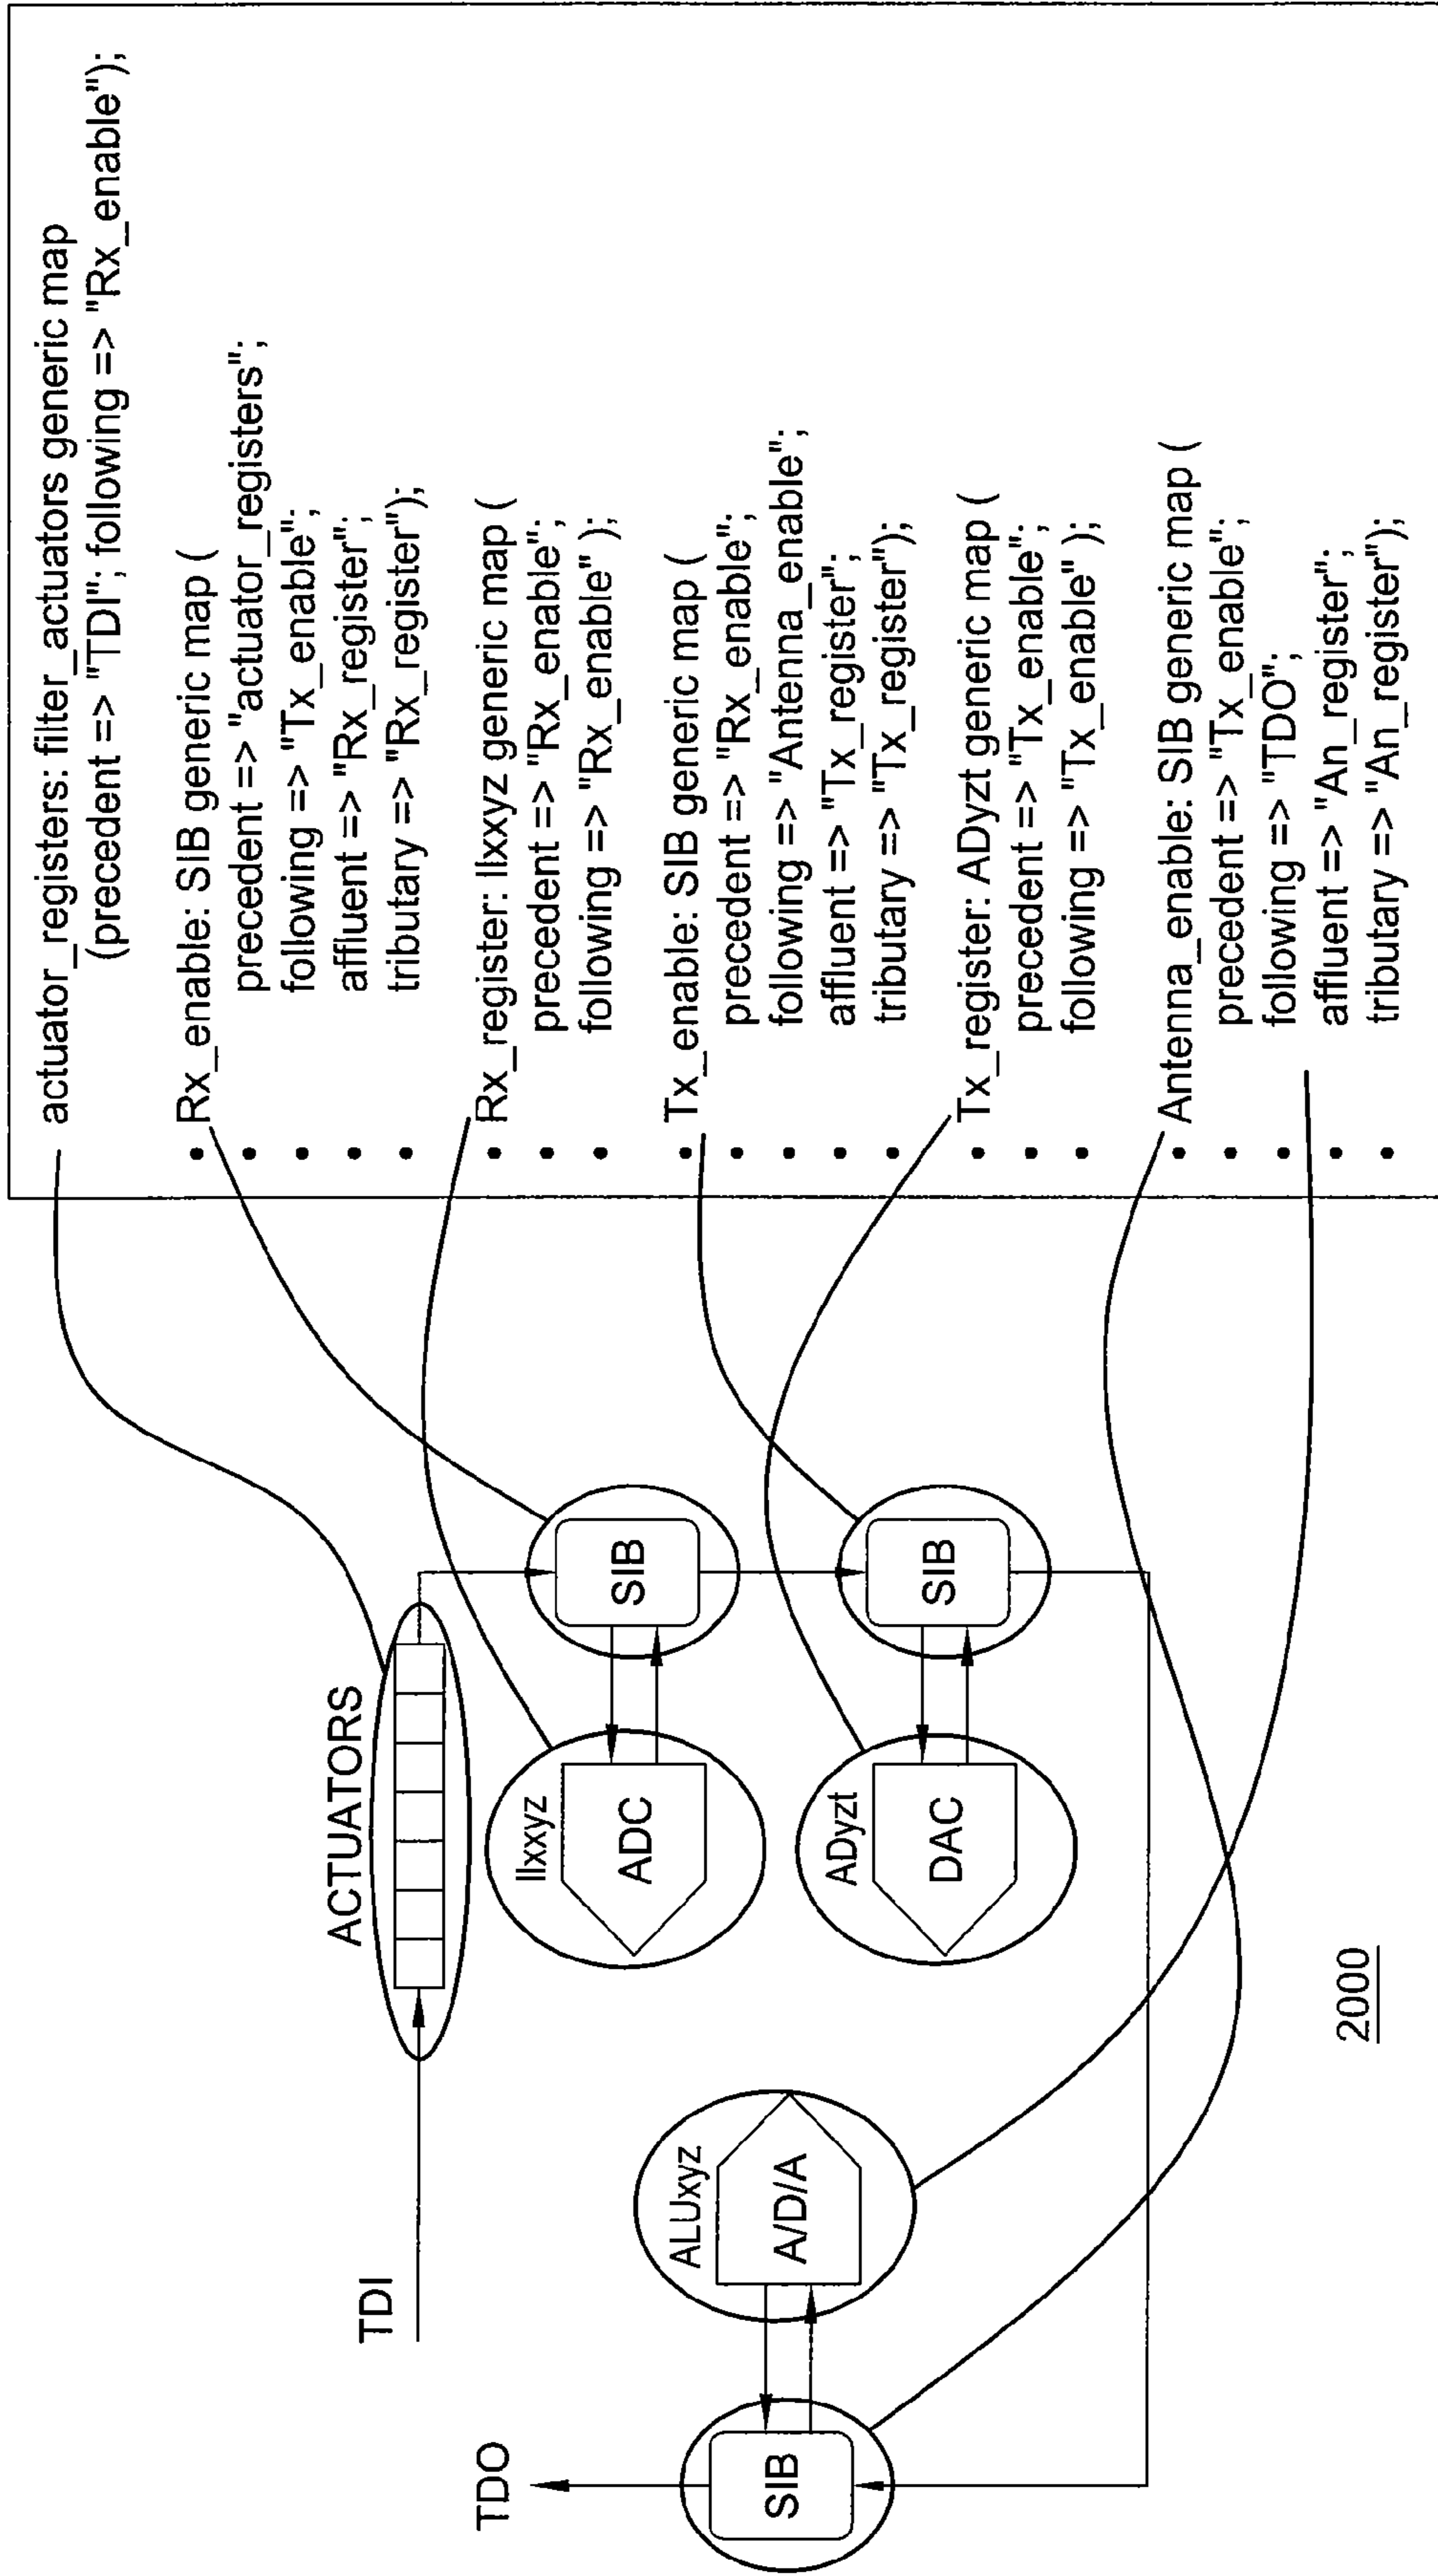 TDI
ACTUATORS
TDO
SIB
ALUxyz
A/D/A
IIxxyz
ADC
SIB
ADyzt
DAC
SIB
2000
actuator_registers: filter_actuators generic map
(precedent => "TDI"; following => "Rx_enable");
• Rx_enable: SIB generic map (
• precedent => "actuator_registers";
• following => "Tx_enable";
• affluent => "Rx_register";
• tributary => "Rx_register");
• Rx_register: IIxxyz generic map (
• precedent => "Rx_enable";
• following => "Rx_enable" );
• Tx_enable: SIB generic map (
• precedent => "Rx_enable";
• following => "Antenna_enable";
• affluent => "Tx_register";
• tributary => "Tx_register");
• Tx_register: ADyzt generic map (
• precedent => "Tx_enable";
• following => "Tx_enable" );
• Antenna_enable: SIB generic map (
• precedent => "Tx_enable";
• following => "TDO";
• affluent => "An_register";
• tributary => "An_register");